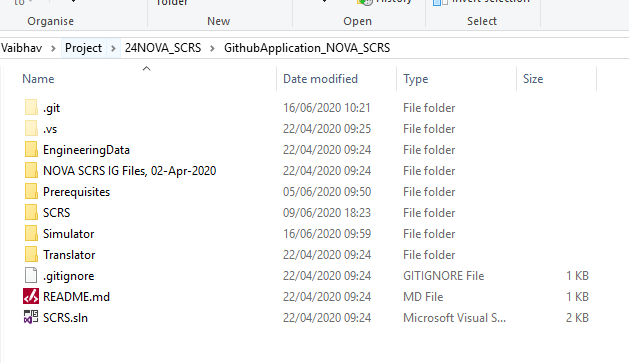 folder
History
Invert selection
Organise New Open Select
Vaibhav Project 24NOVA_SCRS GithubApplication_NOVA_SCRS
Name Date modified Type Size
.git 16/06/2020 10:21 File folder
.vs 22/04/2020 09:25 File folder
EngineeringData 22/04/2020 09:24 File folder
NOVA SCRS IG Files, 02-Apr-2020 22/04/2020 09:24 File folder
Prerequisites 05/06/2020 09:50 File folder
SCRS 09/06/2020 18:23 File folder
Simulator 16/06/2020 09:59 File folder
Translator 22/04/2020 09:24 File folder
.gitignore 22/04/2020 09:24 GITIGNORE File 1 KB
README.md 22/04/2020 09:24 MD File 1 KB
SCRS.sln 22/04/2020 09:24 Microsoft Visual S... 2 KB